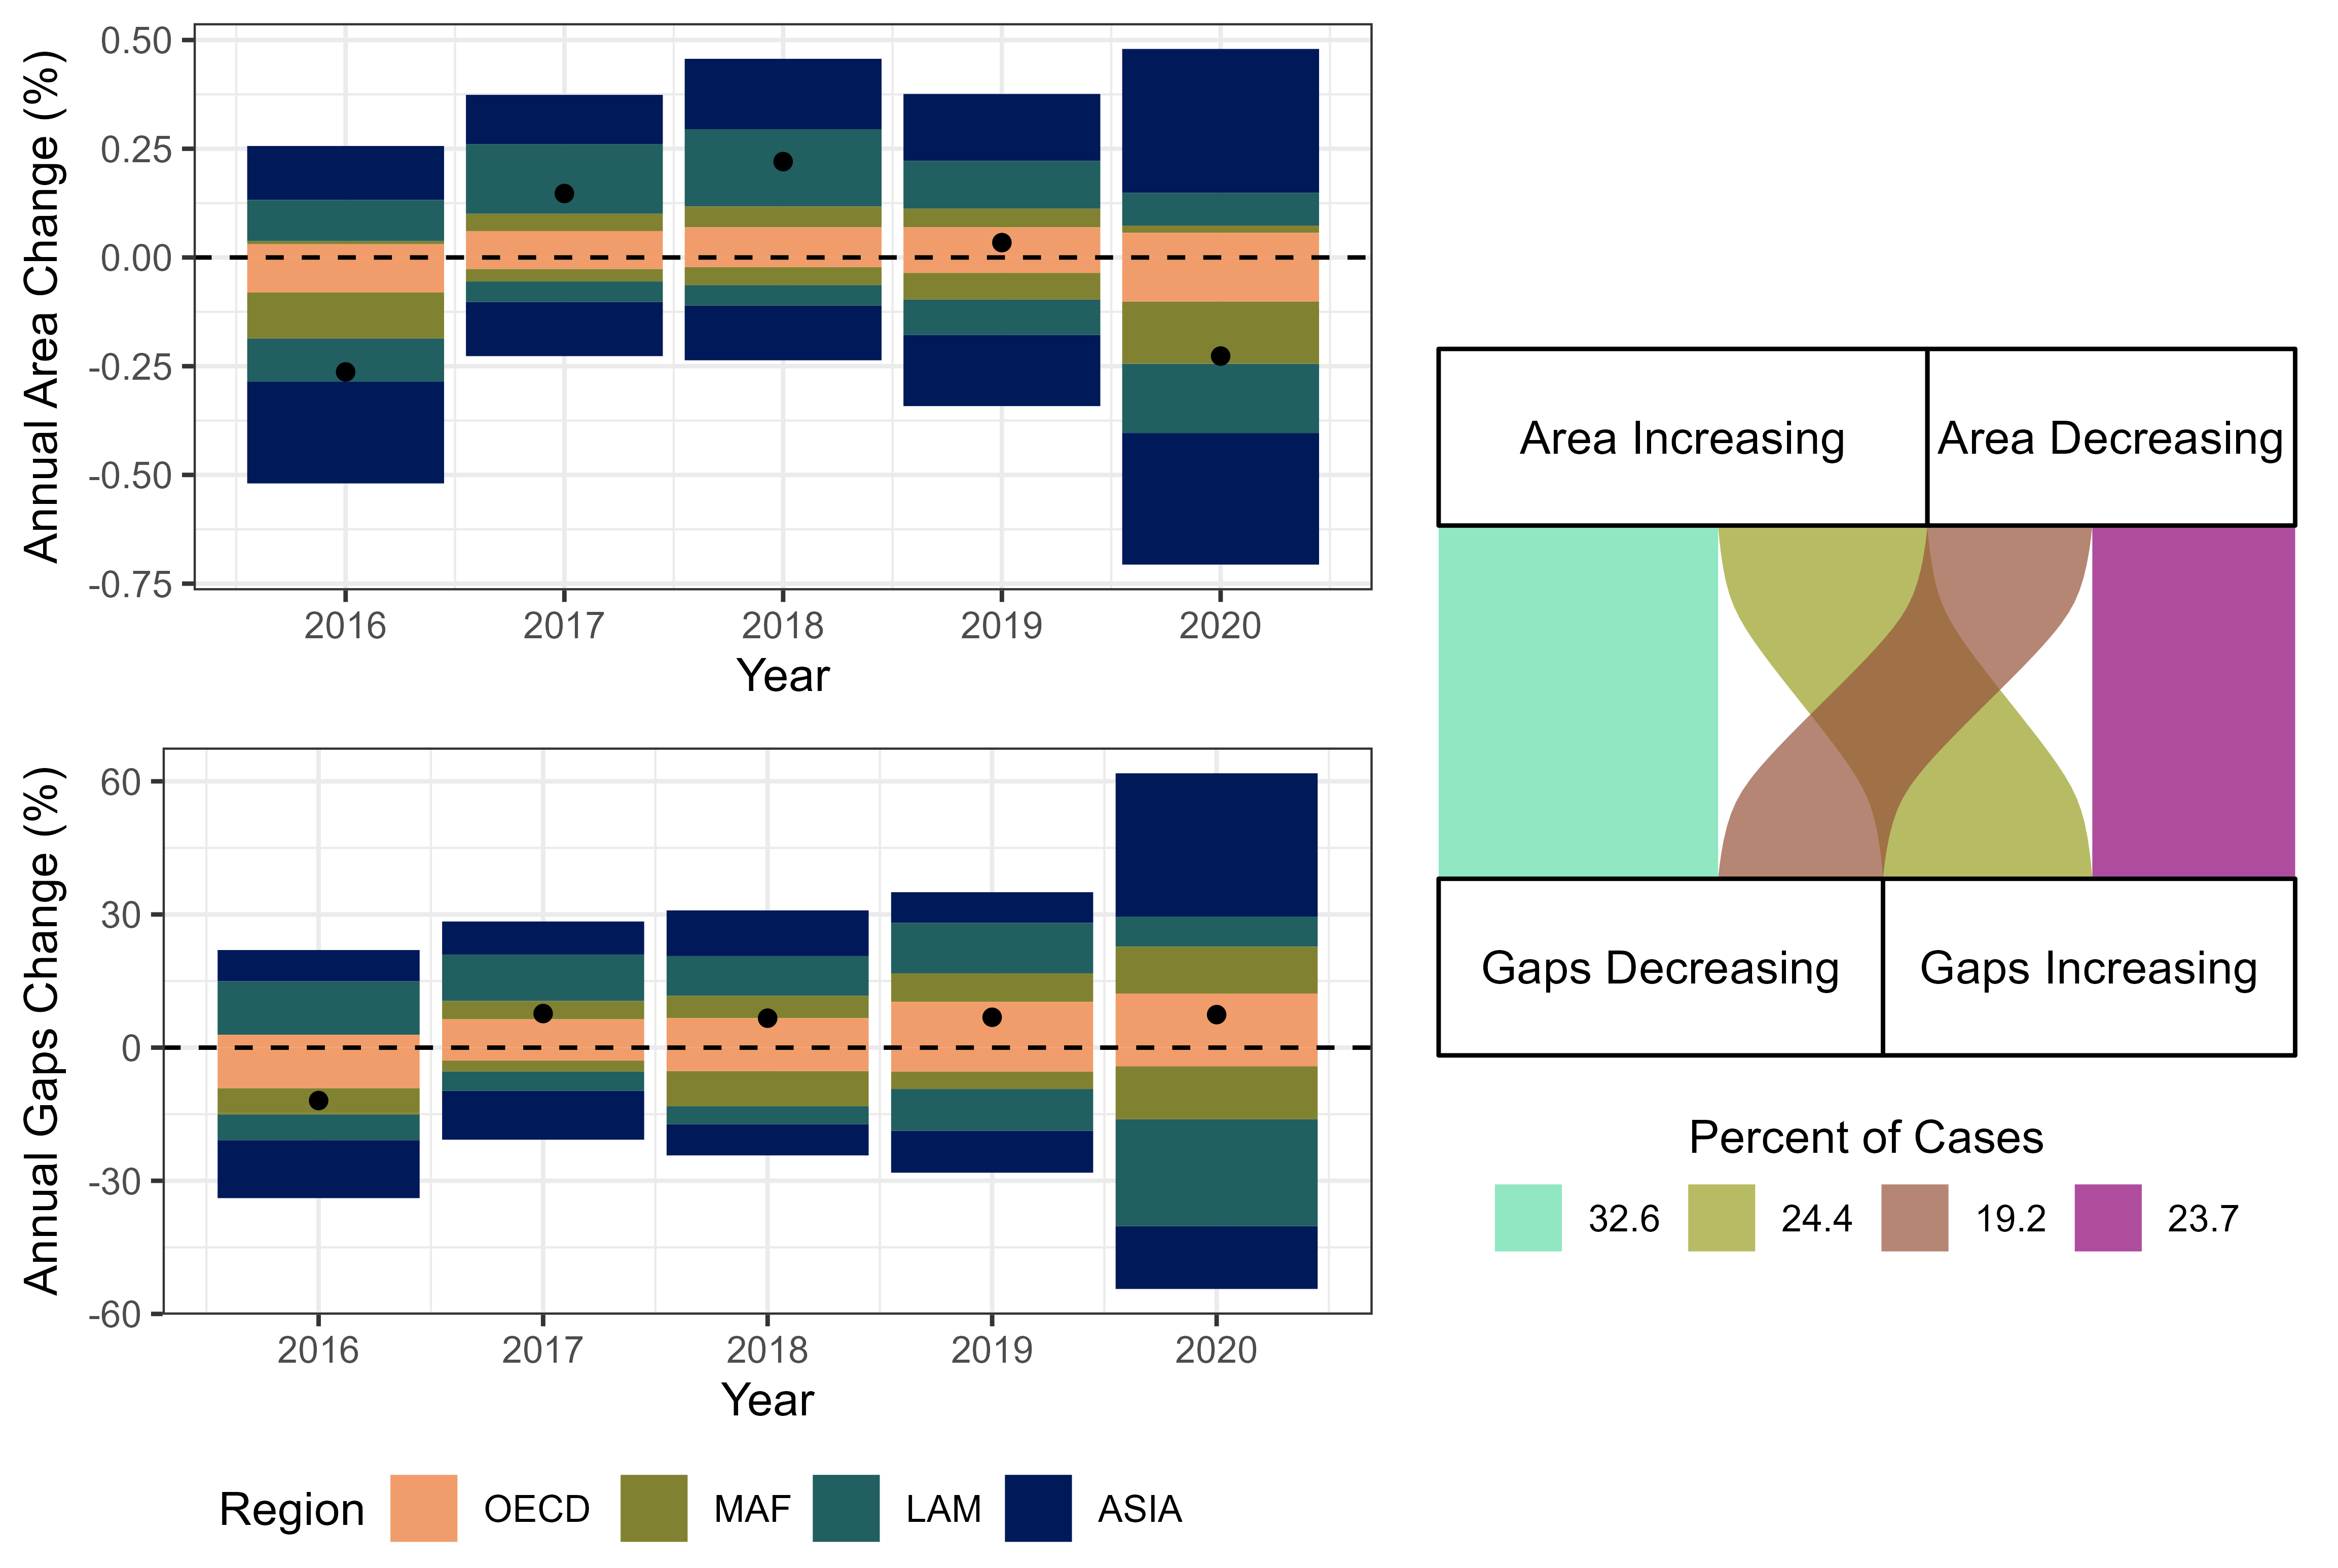 Annual Area Change (%)
0.50
0.25
0.00
-0.25
-0.50
-0.75
2016 2017 2018 2019 2020
Year
Annual Gaps Change (%)
60
30
0
-30
-60
2016 2017 2018 2019 2020
Year
Region OECD MAF LAM ASIA
Area Increasing Area Decreasing
Gaps Decreasing Gaps Increasing
Percent of Cases
32.6 24.4 19.2 23.7